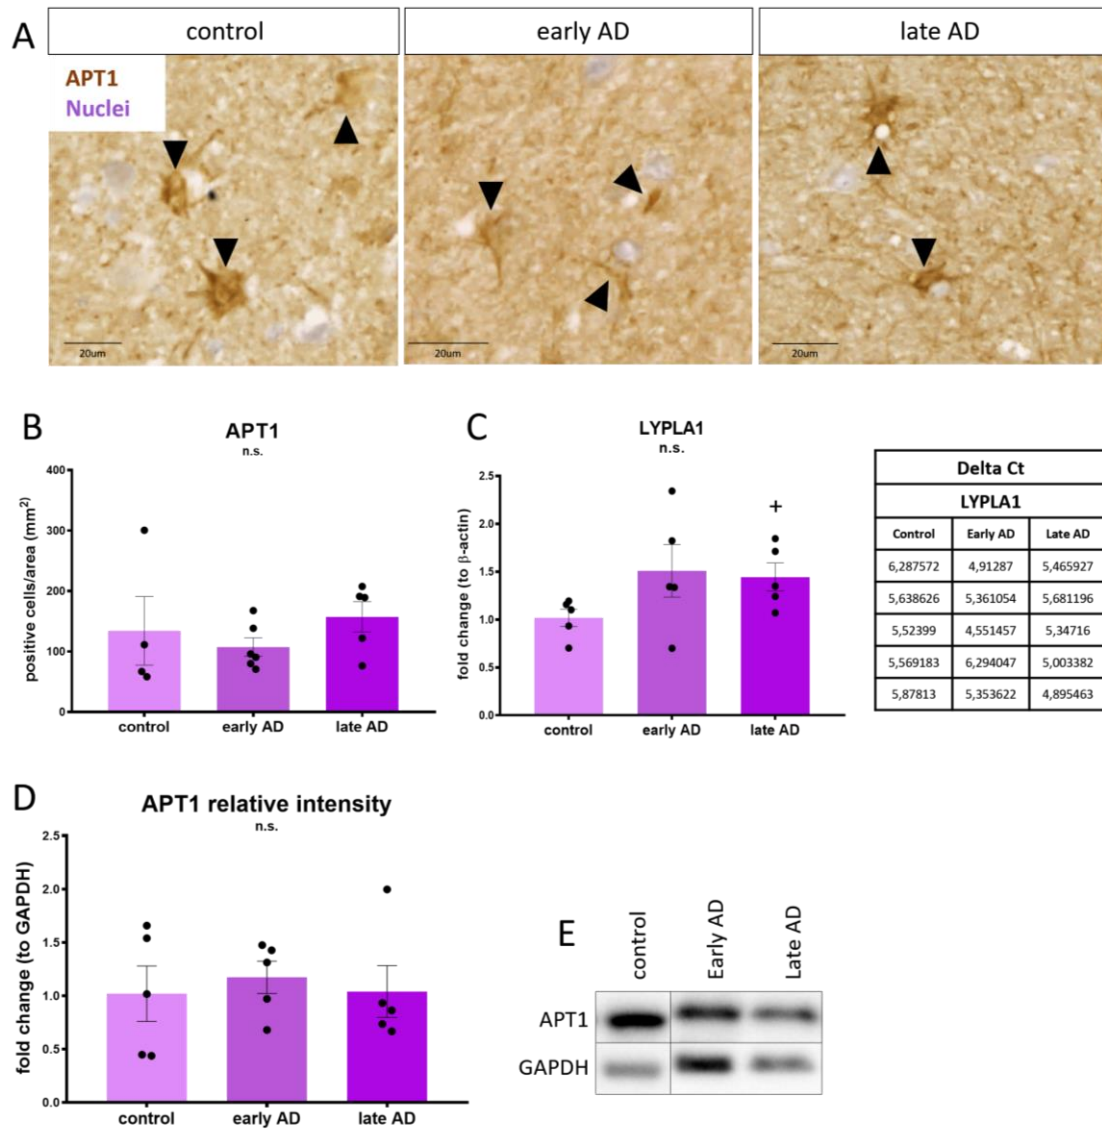 A
control
early AD
late AD
APT1
Nuclei
20um
20um
20um
B
APT1
n.s.
positive cells/area (mm²)
400
300
200
100
0
control
early AD
late AD
C
LYPLA1
n.s.
fold change (to β-actin)
2.5
2.0
1.5
1.0
0.5
0.0
+
control
early AD
late AD
Delta Ct
LYPLA1
Control Early AD Late AD
6,287572 4,91287 5,465927
5,638626 5,361054 5,681196
5,52399 4,551457 5,34716
5,569183 6,294047 5,003382
5,87813 5,353622 4,895463
D
APT1 relative intensity
n.s.
fold change (to GAPDH)
2.5
2.0
1.5
1.0
0.5
0.0
control
early AD
late AD
E
control
Early AD
Late AD
APT1
GAPDH